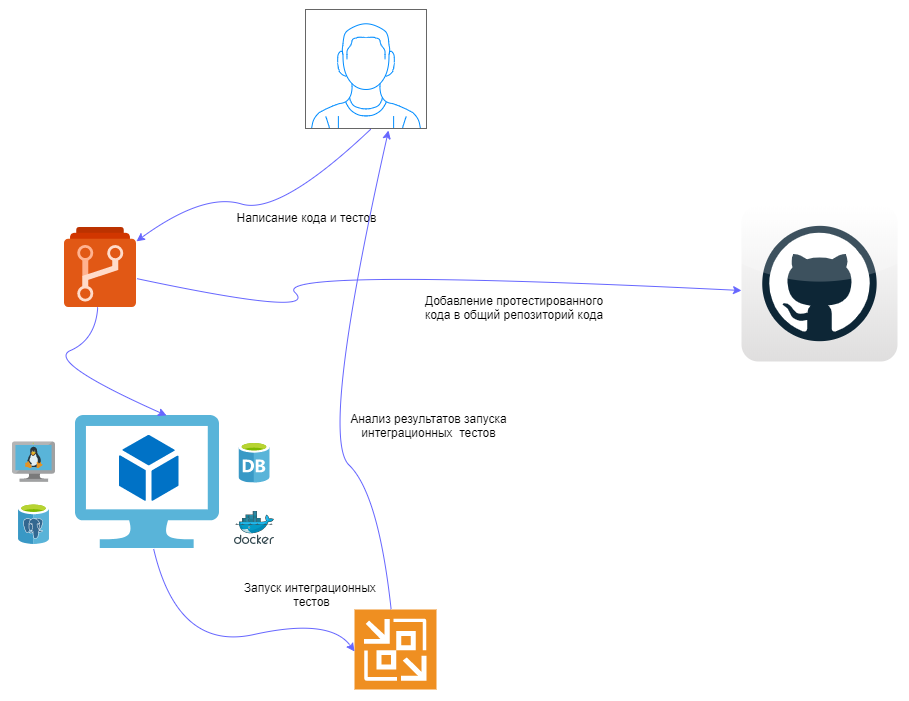 Написание кода и тестов
Добавление протестированного
кода в общий репозиторий кода
Анализ результатов запуска
интеграционных тестов
DB
docker
Запуск интеграционных
тестов